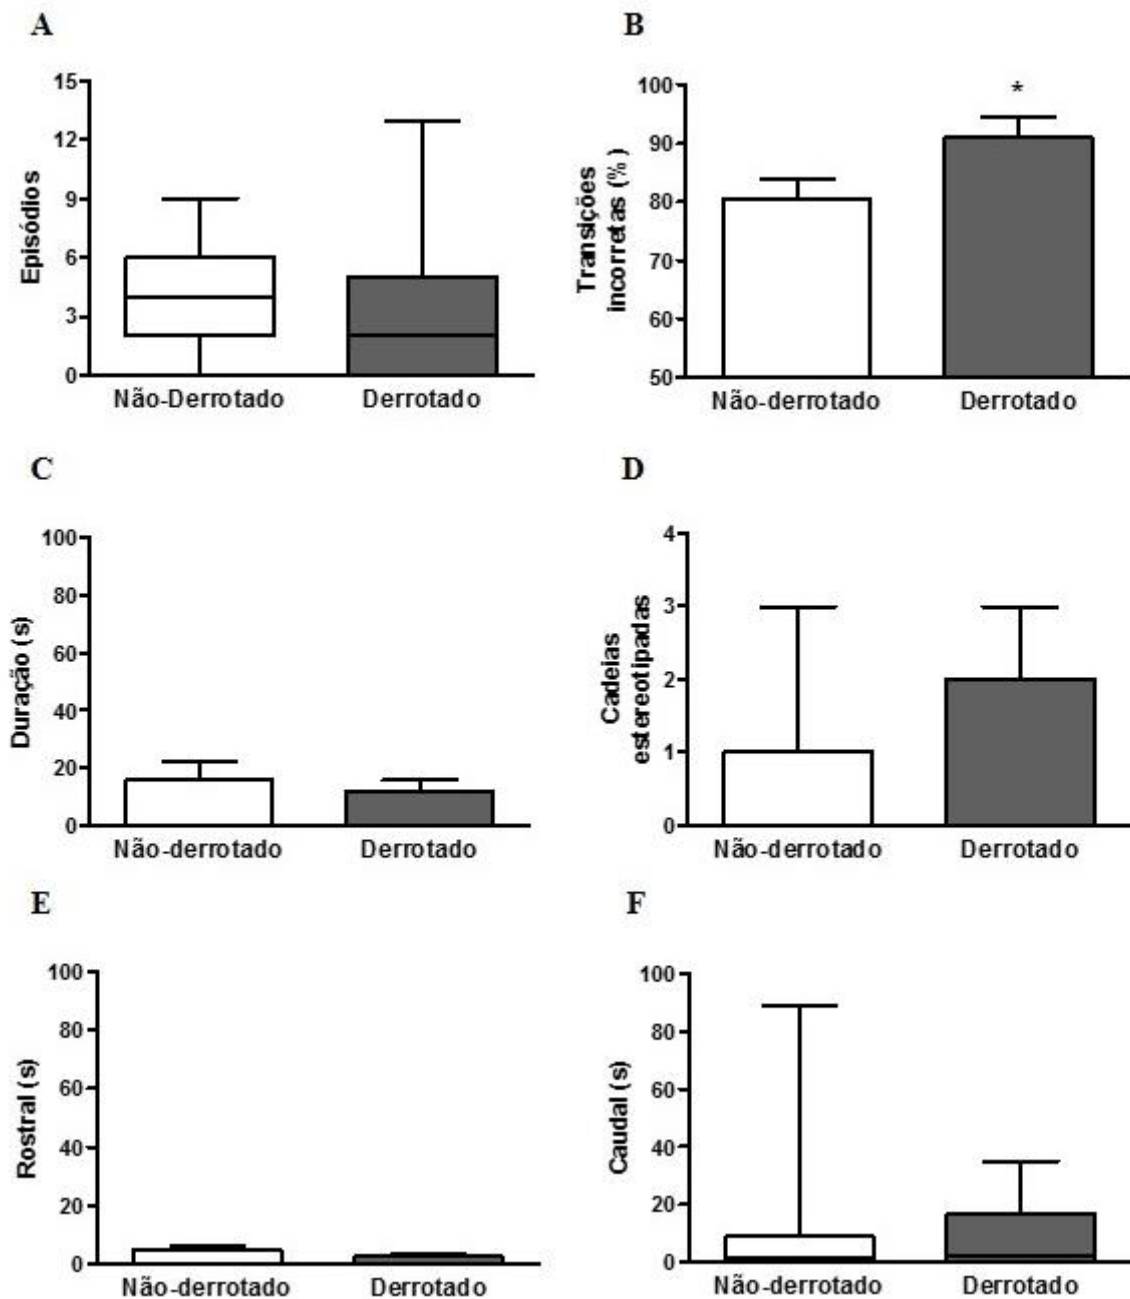 A
Episódios
15
12
9
6
3
0
Não-Derrotado
Derrotado
B
Transições
incorretas (%)
100
90
80
70
60
50
*
Não-derrotado
Derrotado
C
Duração (s)
100
80
60
40
20
0
Não-derrotado
Derrotado
D
Cadeias
estereotipadas
4
3
2
1
0
Não-derrotado
Derrotado
E
Rostral (s)
100
80
60
40
20
0
Não-derrotado
Derrotado
F
Caudal (s)
100
80
60
40
20
0
Não-derrotado
Derrotado